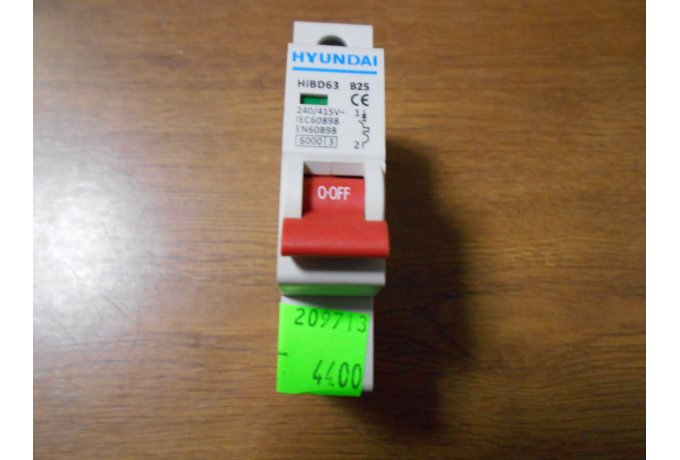 HYUNDAI
HiBD63 B25
CE
240/415V~
IEC60898
EN60898
6000 3
1
2
O·OFF
209713
4400